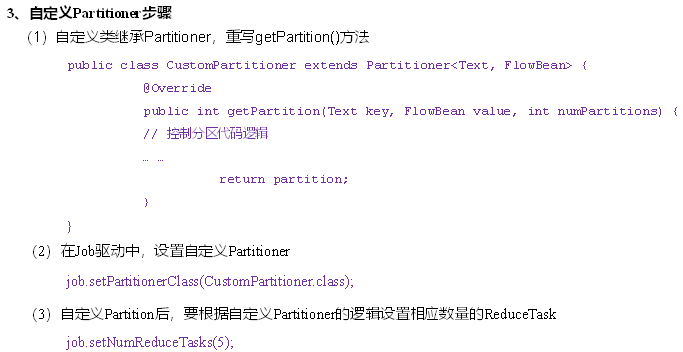 3、自定义Partitioner步骤
（1）自定义类继承Partitioner，重写getPartition()方法
public class CustomPartitioner extends Partitioner<Text, FlowBean> {
@Override
public int getPartition(Text key, FlowBean value, int numPartitions) {
// 控制分区代码逻辑
… …
return partition;
}
}
（2）在Job驱动中，设置自定义Partitioner
job.setPartitionerClass(CustomPartitioner.class);
（3）自定义Partition后，要根据自定义Partitioner的逻辑设置相应数量的ReduceTask
job.setNumReduceTasks(5);